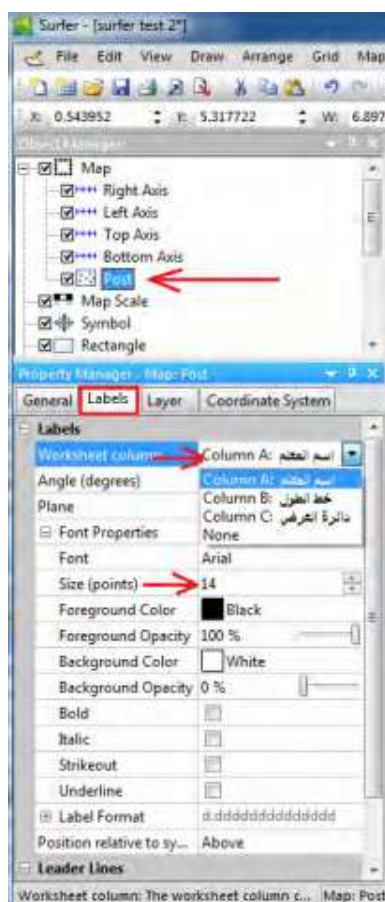 Surfer - [surfer test 2*]
File Edit View Draw Arrange Grid Map
X: 0.543952 Y: 5.317722 W: 6.897
Object Manager
Map
Right Axis
Left Axis
Top Axis
Bottom Axis
Post
Map Scale
Symbol
Rectangle
Property Manager - Map: Post
General Labels Layer Coordinate System
Labels
Worksheet column Column A: اسم المعلم
Angle (degrees) Column A: اسم المعلم
Plane Column B: خط الطول
Column C: دائرة العرض
Font Properties None
Font Arial
Size (points) 14
Foreground Color Black
Foreground Opacity 100 %
Background Color White
Background Opacity 0 %
Bold
Italic
Strikeout
Underline
Label Format d.ddddddddddddd
Position relative to sy... Above
Leader Lines
Worksheet column: The worksheet column c... Map: Post